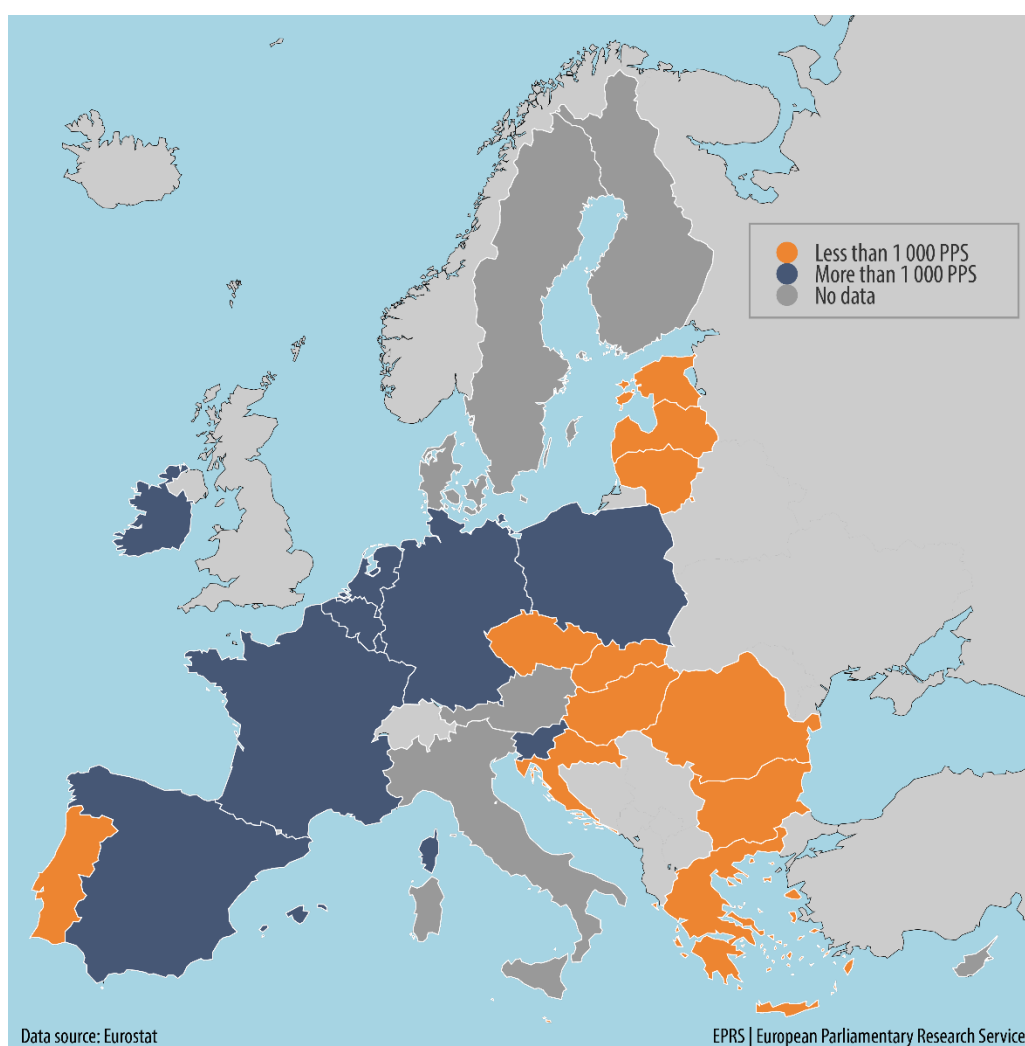 Less than 1 000 PPS
More than 1 000 PPS
No data
Data source: Eurostat
EPRS | European Parliamentary Research Service